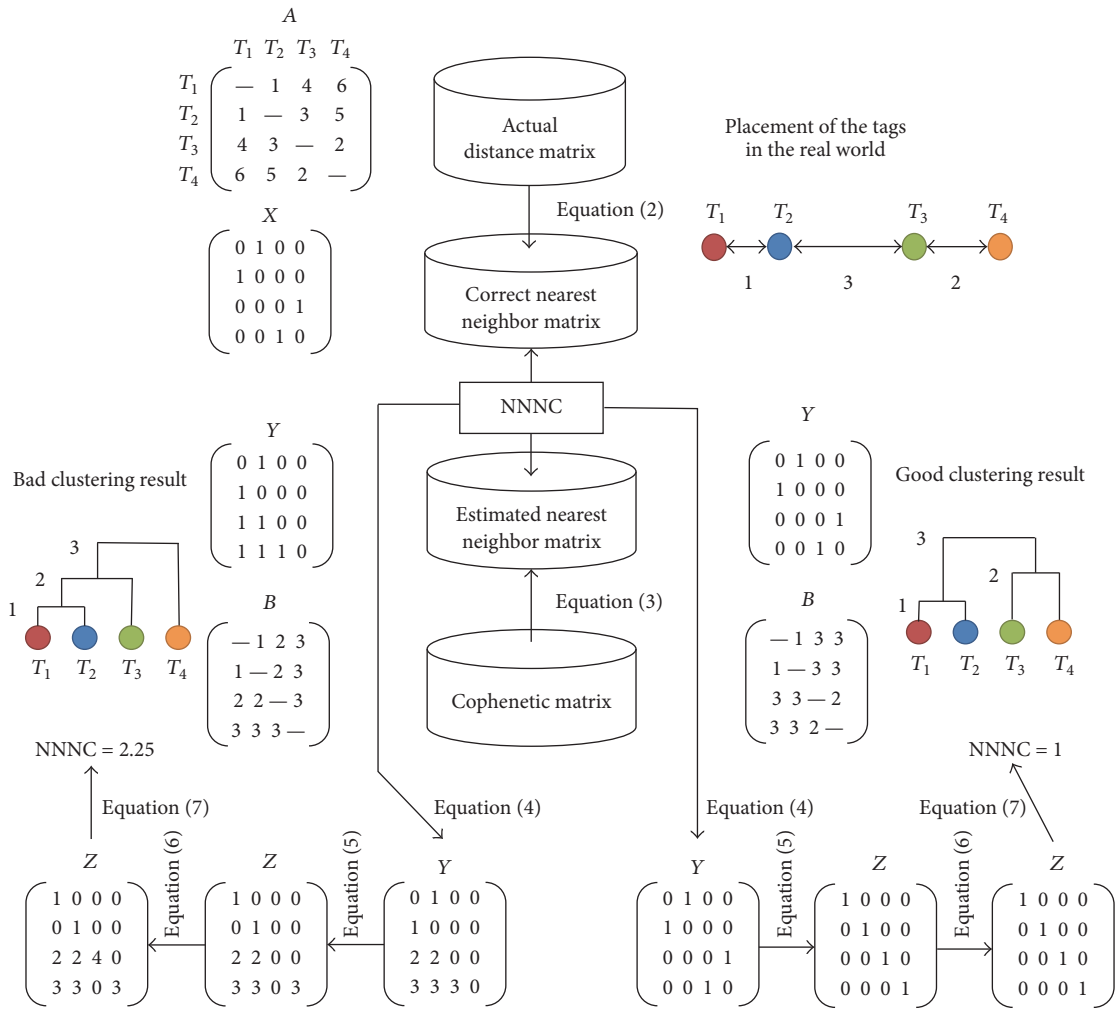 A
T₁ T₂ T₃ T₄
T₁ — 1 4 6
T₂ 1 — 3 5
T₃ 4 3 — 2
T₄ 6 5 2 —
Actual
distance matrix
Placement of the tags
in the real world
Equation (2)
X
0 1 0 0
1 0 0 0
0 0 0 1
0 0 1 0
Correct nearest
neighbor matrix
T₁ T₂ T₃ T₄
1 3 2
NNNC
Bad clustering result
3
2
1
T₁ T₂ T₃ T₄
Y
0 1 0 0
1 0 0 0
1 1 0 0
1 1 1 0
B
— 1 2 3
1 — 2 3
2 2 — 3
3 3 3 —
Estimated nearest
neighbor matrix
Equation (3)
Cophenetic matrix
Y
0 1 0 0
1 0 0 0
0 0 0 1
0 0 1 0
B
— 1 3 3
1 — 3 3
3 3 — 2
3 3 2 —
Good clustering result
3
2
1
T₁ T₂ T₃ T₄
NNNC = 2.25
Equation (7)
Z
1 0 0 0
0 1 0 0
2 2 4 0
3 3 0 3
Equation (6)
Z
1 0 0 0
0 1 0 0
2 2 0 0
3 3 0 3
Equation (5)
Equation (4)
Y
0 1 0 0
1 0 0 0
2 2 0 0
3 3 3 0
Equation (4)
Y
0 1 0 0
1 0 0 0
0 0 0 1
0 0 1 0
Equation (5)
Z
1 0 0 0
0 1 0 0
0 0 1 0
0 0 0 1
Equation (6)
NNNC = 1
Equation (7)
Z
1 0 0 0
0 1 0 0
0 0 1 0
0 0 0 1